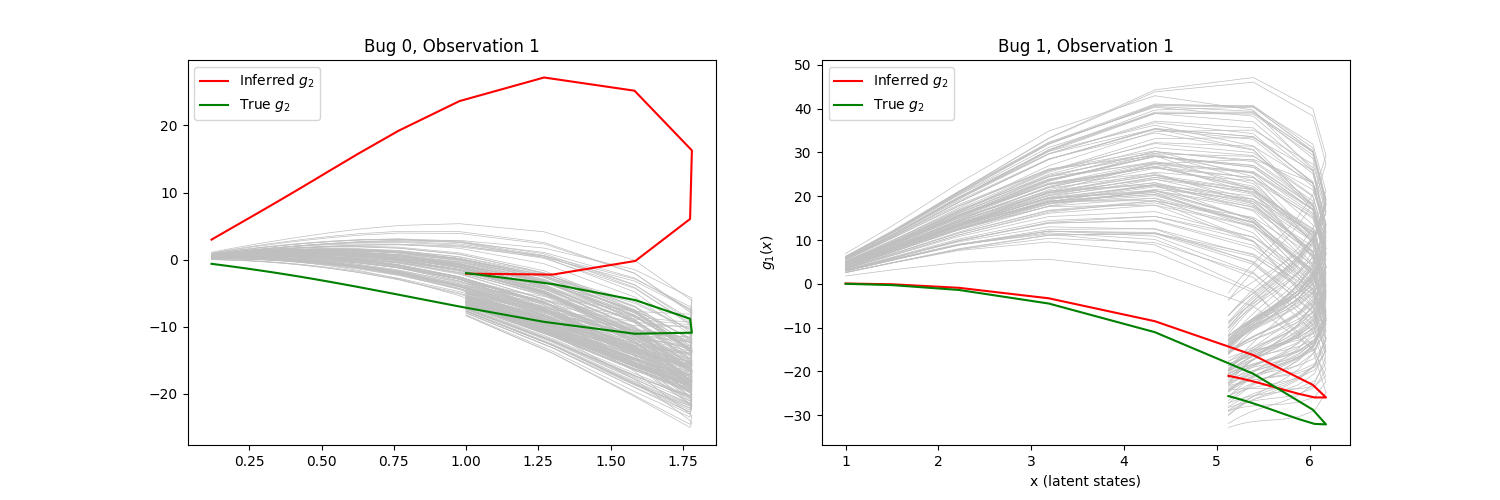 Bug 0, Observation 1
Inferred g₂
True g₂
20
10
0
−10
−20
0.25 0.50 0.75 1.00 1.25 1.50 1.75
Bug 1, Observation 1
Inferred g₂
True g₂
50
40
30
20
10
0
−10
−20
−30
g₁(x)
1 2 3 4 5 6
x (latent states)